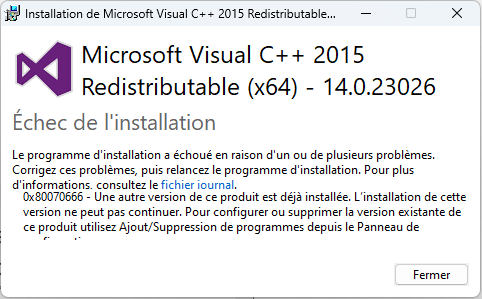 Installation de Microsoft Visual C++ 2015 Redistributable...
Microsoft Visual C++ 2015
Redistributable (x64) - 14.0.23026
Échec de l'installation
Le programme d'installation a échoué en raison d'un ou de plusieurs problèmes.
Corrigez ces problèmes, puis relancez le programme d'installation. Pour plus
d'informations, consultez le fichier journal.
0x80070666 - Une autre version de ce produit est déjà installée. L'installation de cette
version ne peut pas continuer. Pour configurer ou supprimer la version existante de
ce produit utilisez Ajout/Suppression de programmes depuis le Panneau de
Fermer